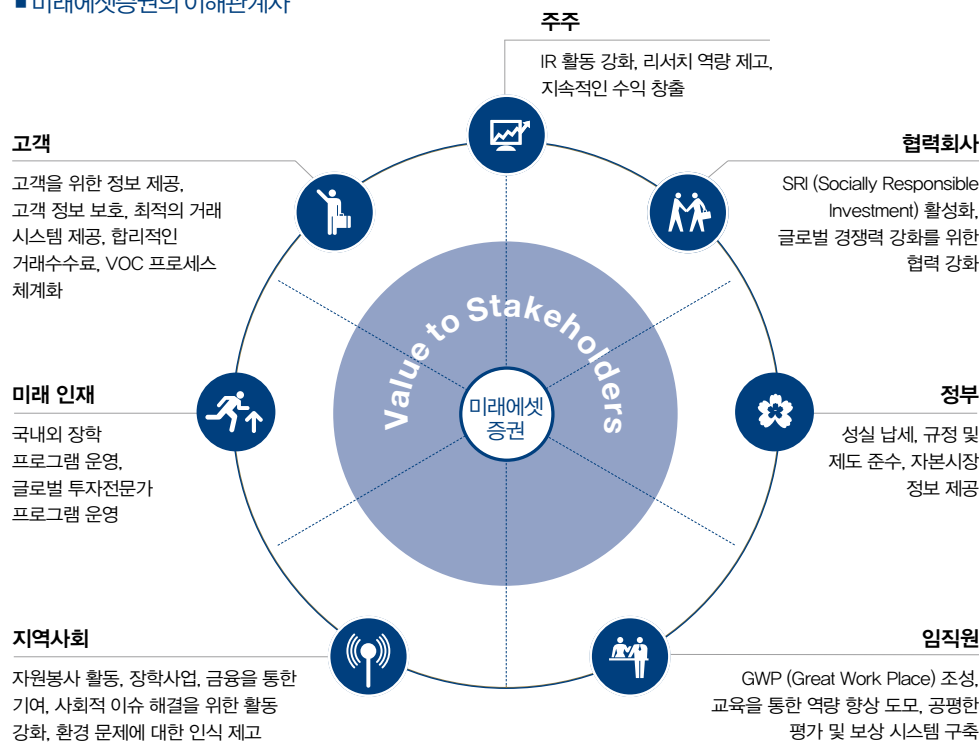 ■ 미래에셋증권의 이해관계자
주주
IR 활동 강화, 리서치 역량 제고,
지속적인 수익 창출
고객
고객을 위한 정보 제공,
고객 정보 보호, 최적의 거래
시스템 제공, 합리적인
거래수수료, VOC 프로세스
체계화
협력회사
SRI (Socially Responsible
Investment) 활성화,
글로벌 경쟁력 강화를 위한
협력 강화
Value to Stakeholders
미래에셋
증권
미래 인재
국내외 장학
프로그램 운영,
글로벌 투자전문가
프로그램 운영
정부
성실 납세, 규정 및
제도 준수, 자본시장
정보 제공
지역사회
자원봉사 활동, 장학사업, 금융을 통한
기여, 사회적 이슈 해결을 위한 활동
강화, 환경 문제에 대한 인식 제고
임직원
GWP (Great Work Place) 조성,
교육을 통한 역량 향상 도모, 공평한
평가 및 보상 시스템 구축